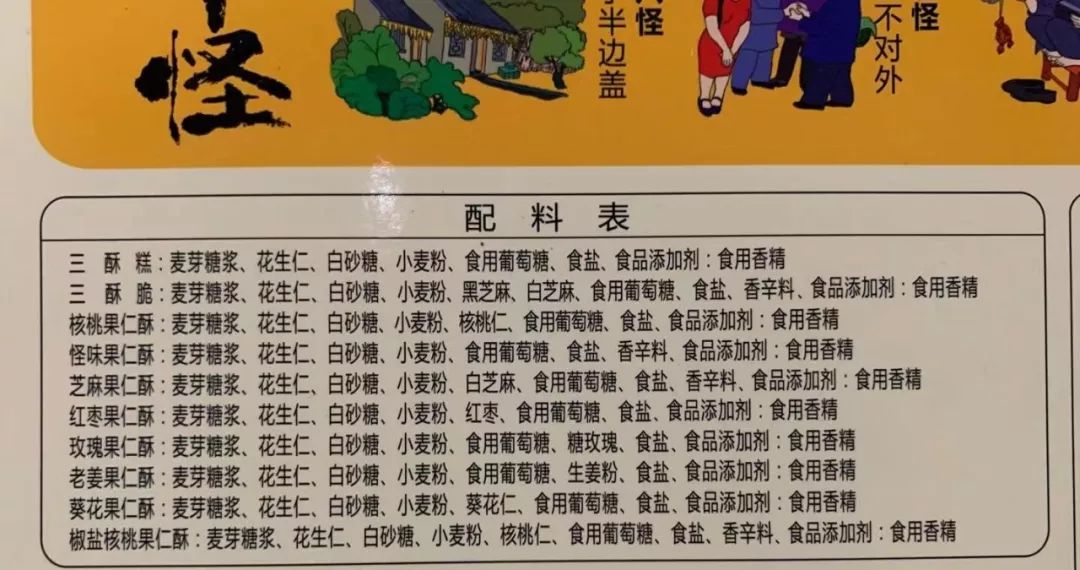 怪
子半边盖
怪
不对外
怪
配 料 表
三 酥 糕：麦芽糖浆、花生仁、白砂糖、小麦粉、食用葡萄糖、食盐、食品添加剂：食用香精
三 酥 脆：麦芽糖浆、花生仁、白砂糖、小麦粉、黑芝麻、白芝麻、食用葡萄糖、食盐、香辛料、食品添加剂：食用香精
核桃果仁酥：麦芽糖浆、花生仁、白砂糖、小麦粉、核桃仁、食用葡萄糖、食盐、食品添加剂：食用香精
怪味果仁酥：麦芽糖浆、花生仁、白砂糖、小麦粉、食用葡萄糖、食盐、香辛料、食品添加剂：食用香精
芝麻果仁酥：麦芽糖浆、花生仁、白砂糖、小麦粉、白芝麻、食用葡萄糖、食盐、香辛料、食品添加剂：食用香精
红枣果仁酥：麦芽糖浆、花生仁、白砂糖、小麦粉、红枣、食用葡萄糖、食盐、食品添加剂：食用香精
玫瑰果仁酥：麦芽糖浆、花生仁、白砂糖、小麦粉、食用葡萄糖、糖玫瑰、食盐、食品添加剂：食用香精
老姜果仁酥：麦芽糖浆、花生仁、白砂糖、小麦粉、食用葡萄糖、生姜粉、食盐、食品添加剂：食用香精
葵花果仁酥：麦芽糖浆、花生仁、白砂糖、小麦粉、葵花仁、食用葡萄糖、食盐、食品添加剂：食用香精
椒盐核桃果仁酥：麦芽糖浆、花生仁、白砂糖、小麦粉、核桃仁、食用葡萄糖、食盐、香辛料、食品添加剂：食用香精